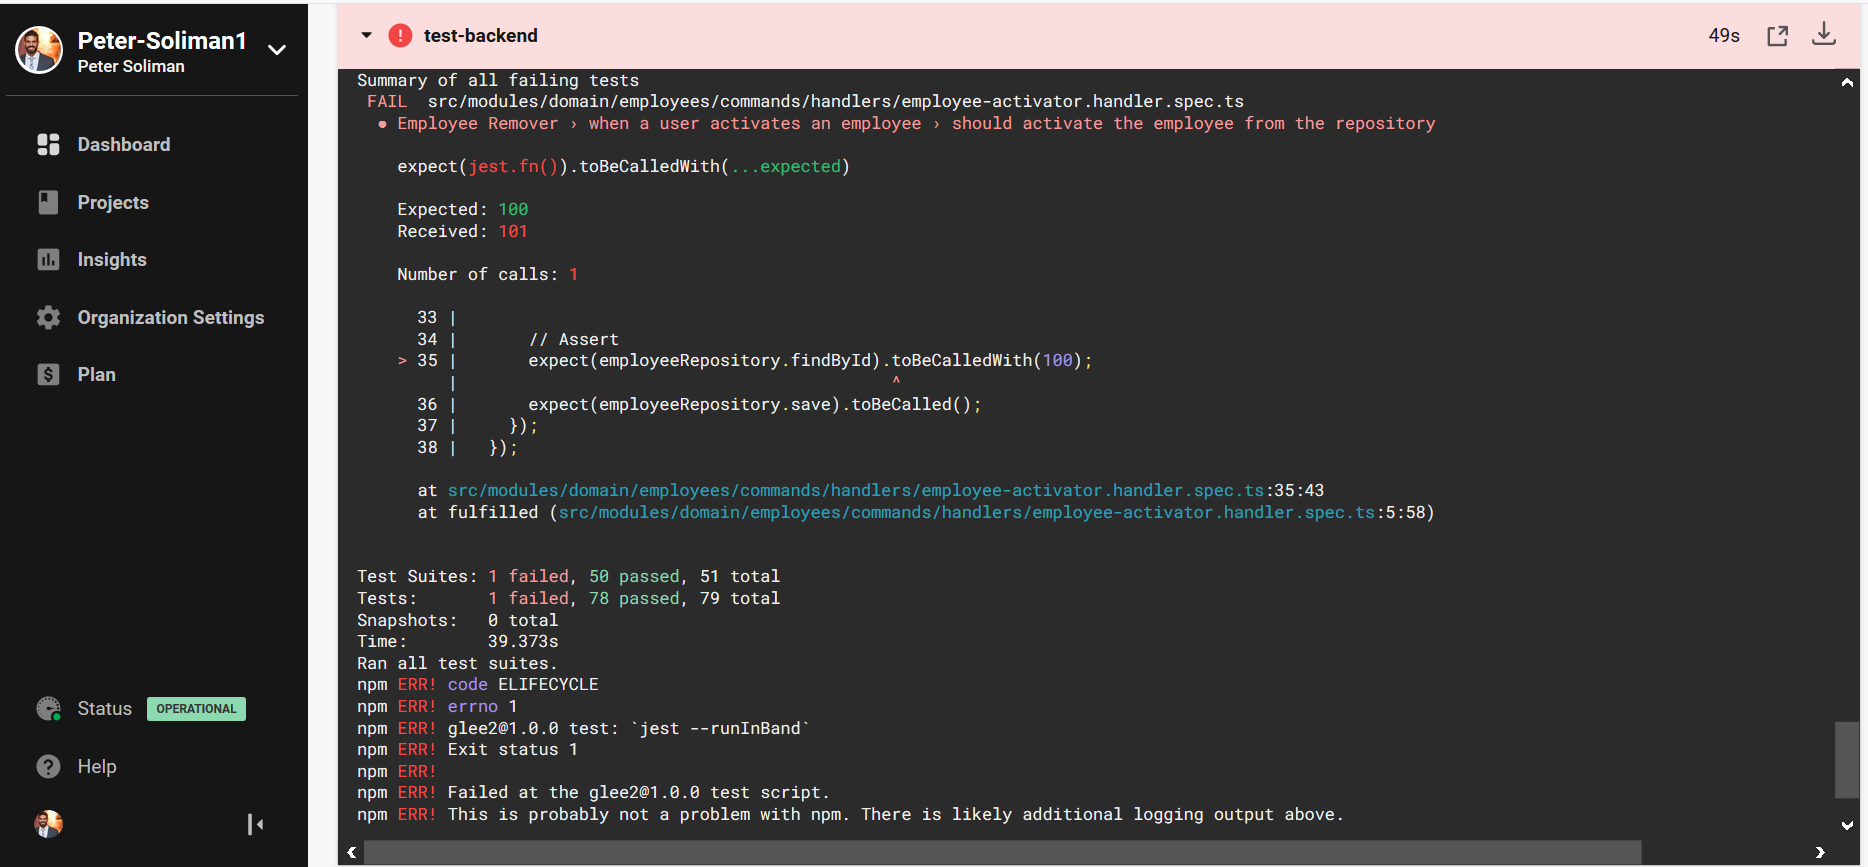 Peter-Soliman1
Peter Soliman
Dashboard
Projects
Insights
Organization Settings
Plan
Status OPERATIONAL
Help
test-backend 49s
Summary of all failing tests
FAIL src/modules/domain/employees/commands/handlers/employee-activator.handler.spec.ts
● Employee Remover › when a user activates an employee › should activate the employee from the repository
expect(jest.fn()).toBeCalledWith(...expected)
Expected: 100
Received: 101
Number of calls: 1
33 |
34 | // Assert
> 35 | expect(employeeRepository.findById).toBeCalledWith(100);
| ^
36 | expect(employeeRepository.save).toBeCalled();
37 | });
38 | });
at src/modules/domain/employees/commands/handlers/employee-activator.handler.spec.ts:35:43
at fulfilled (src/modules/domain/employees/commands/handlers/employee-activator.handler.spec.ts:5:58)
Test Suites: 1 failed, 50 passed, 51 total
Tests: 1 failed, 78 passed, 79 total
Snapshots: 0 total
Time: 39.373s
Ran all test suites.
npm ERR! code ELIFECYCLE
npm ERR! errno 1
npm ERR! glee2@1.0.0 test: `jest --runInBand`
npm ERR! Exit status 1
npm ERR!
npm ERR! Failed at the glee2@1.0.0 test script.
npm ERR! This is probably not a problem with npm. There is likely additional logging output above.